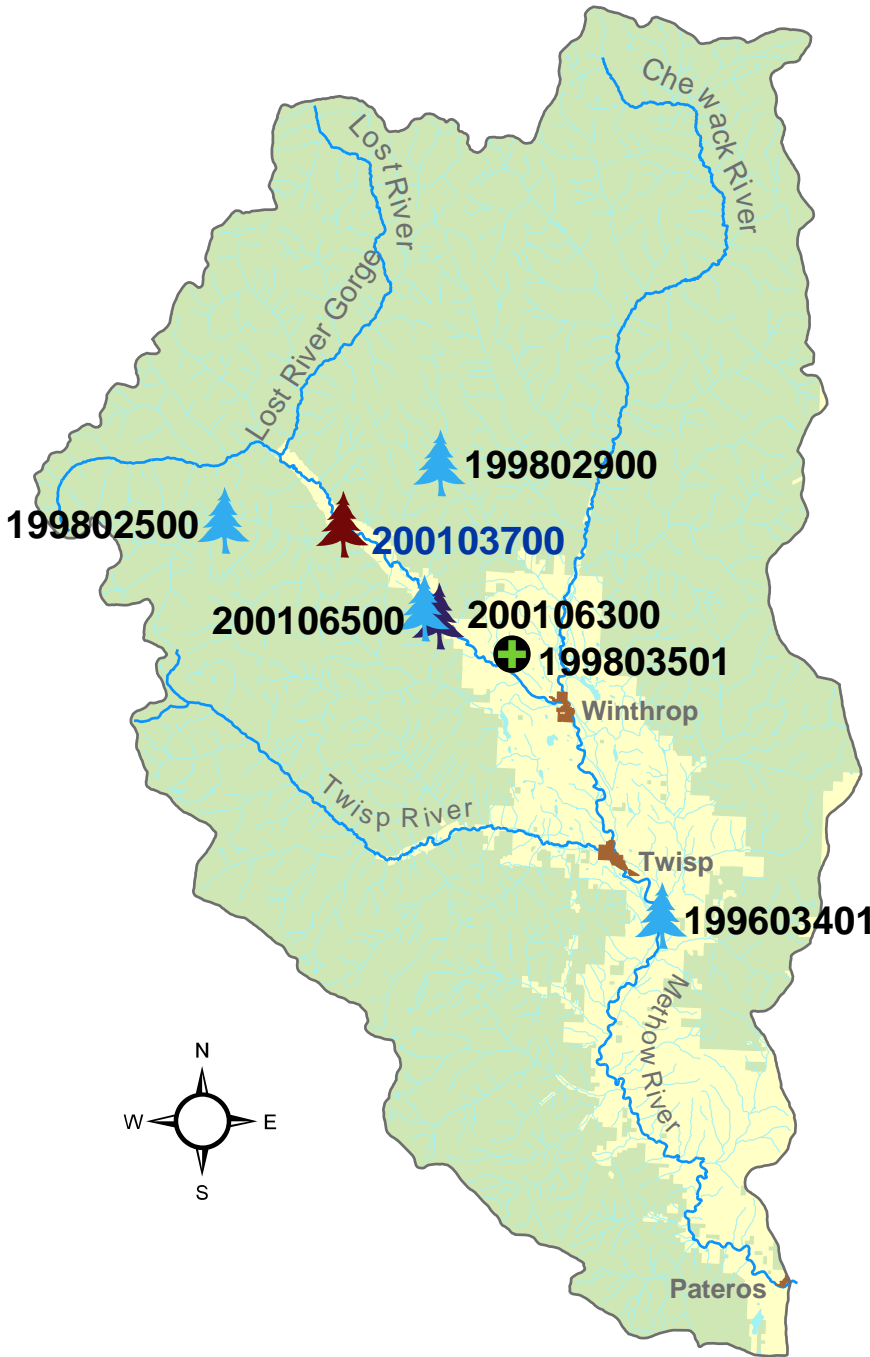 Chewack River
Lost River
Lost River Gorge
199802900
199802500
200103700
200106500
200106300
199803501
Winthrop
Twisp River
Twisp
199603401
Methow River
N
W
E
S
Pateros